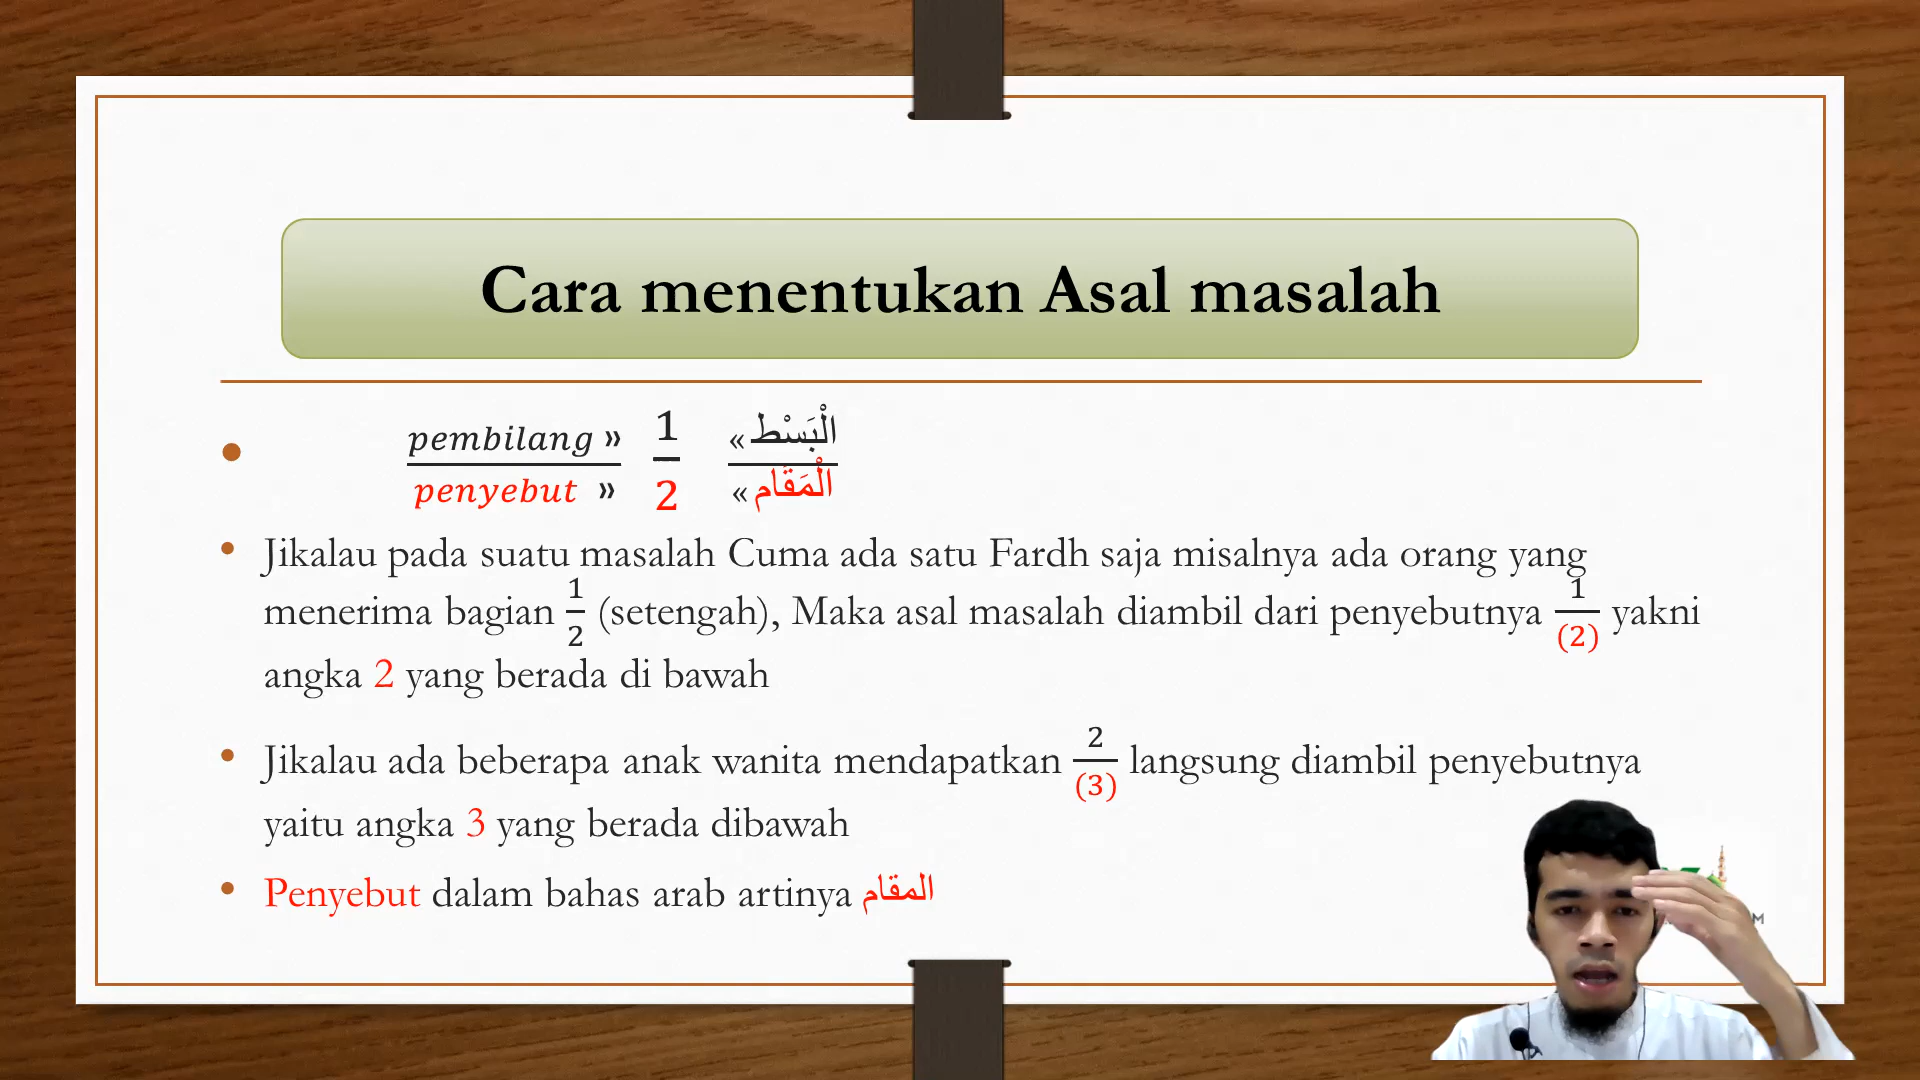 Cara menentukan Asal masalah
pembilang » 1 « الْبَسْط
penyebut » 2 « الْمَقَام
Jikalau pada suatu masalah Cuma ada satu Fardh saja misalnya ada orang yang
menerima bagian 1/2 (setengah), Maka asal masalah diambil dari penyebutnya 1/(2) yakni
angka 2 yang berada di bawah
Jikalau ada beberapa anak wanita mendapatkan 2/(3) langsung diambil penyebutnya
yaitu angka 3 yang berada dibawah
Penyebut dalam bahas arab artinya المقام